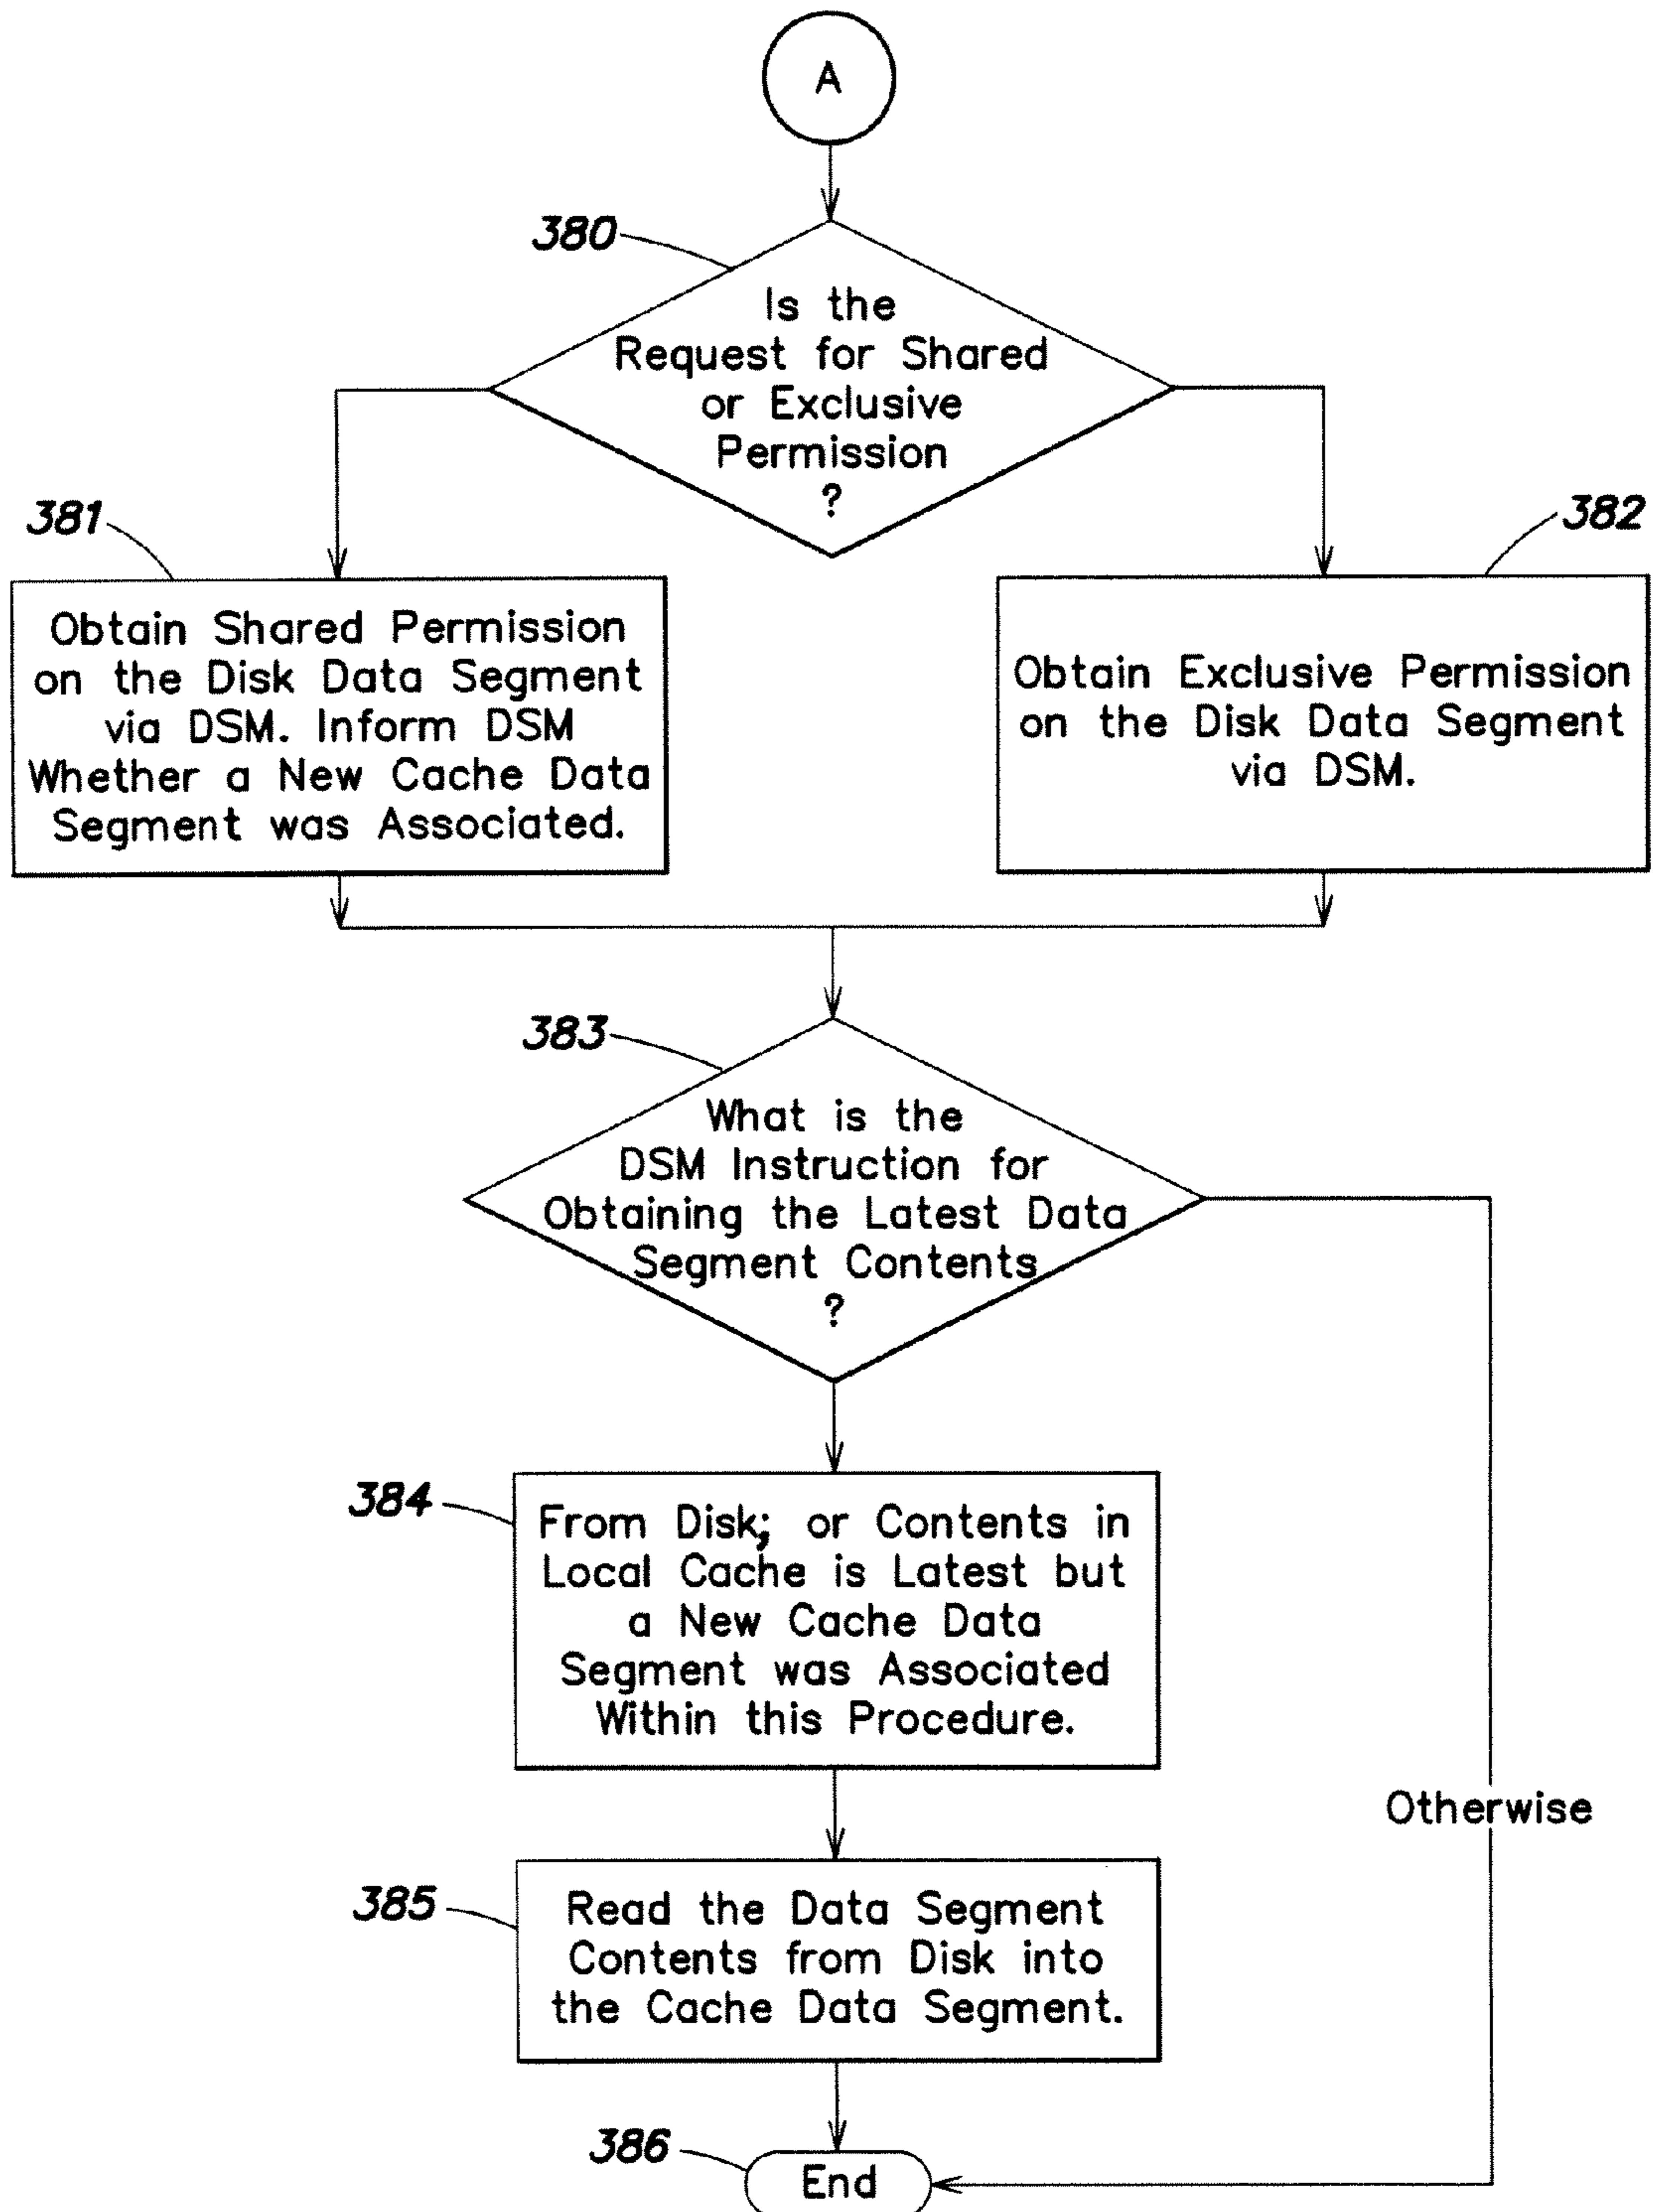 A
380
Is the
Request for Shared
or Exclusive
Permission
?
381
382
Obtain Shared Permission
on the Disk Data Segment
via DSM. Inform DSM
Whether a New Cache Data
Segment was Associated.
Obtain Exclusive Permission
on the Disk Data Segment
via DSM.
383
What is the
DSM Instruction for
Obtaining the Latest Data
Segment Contents
?
384
From Disk; or Contents in
Local Cache is Latest but
a New Cache Data
Segment was Associated
Within this Procedure.
Otherwise
385
Read the Data Segment
Contents from Disk into
the Cache Data Segment.
386
End